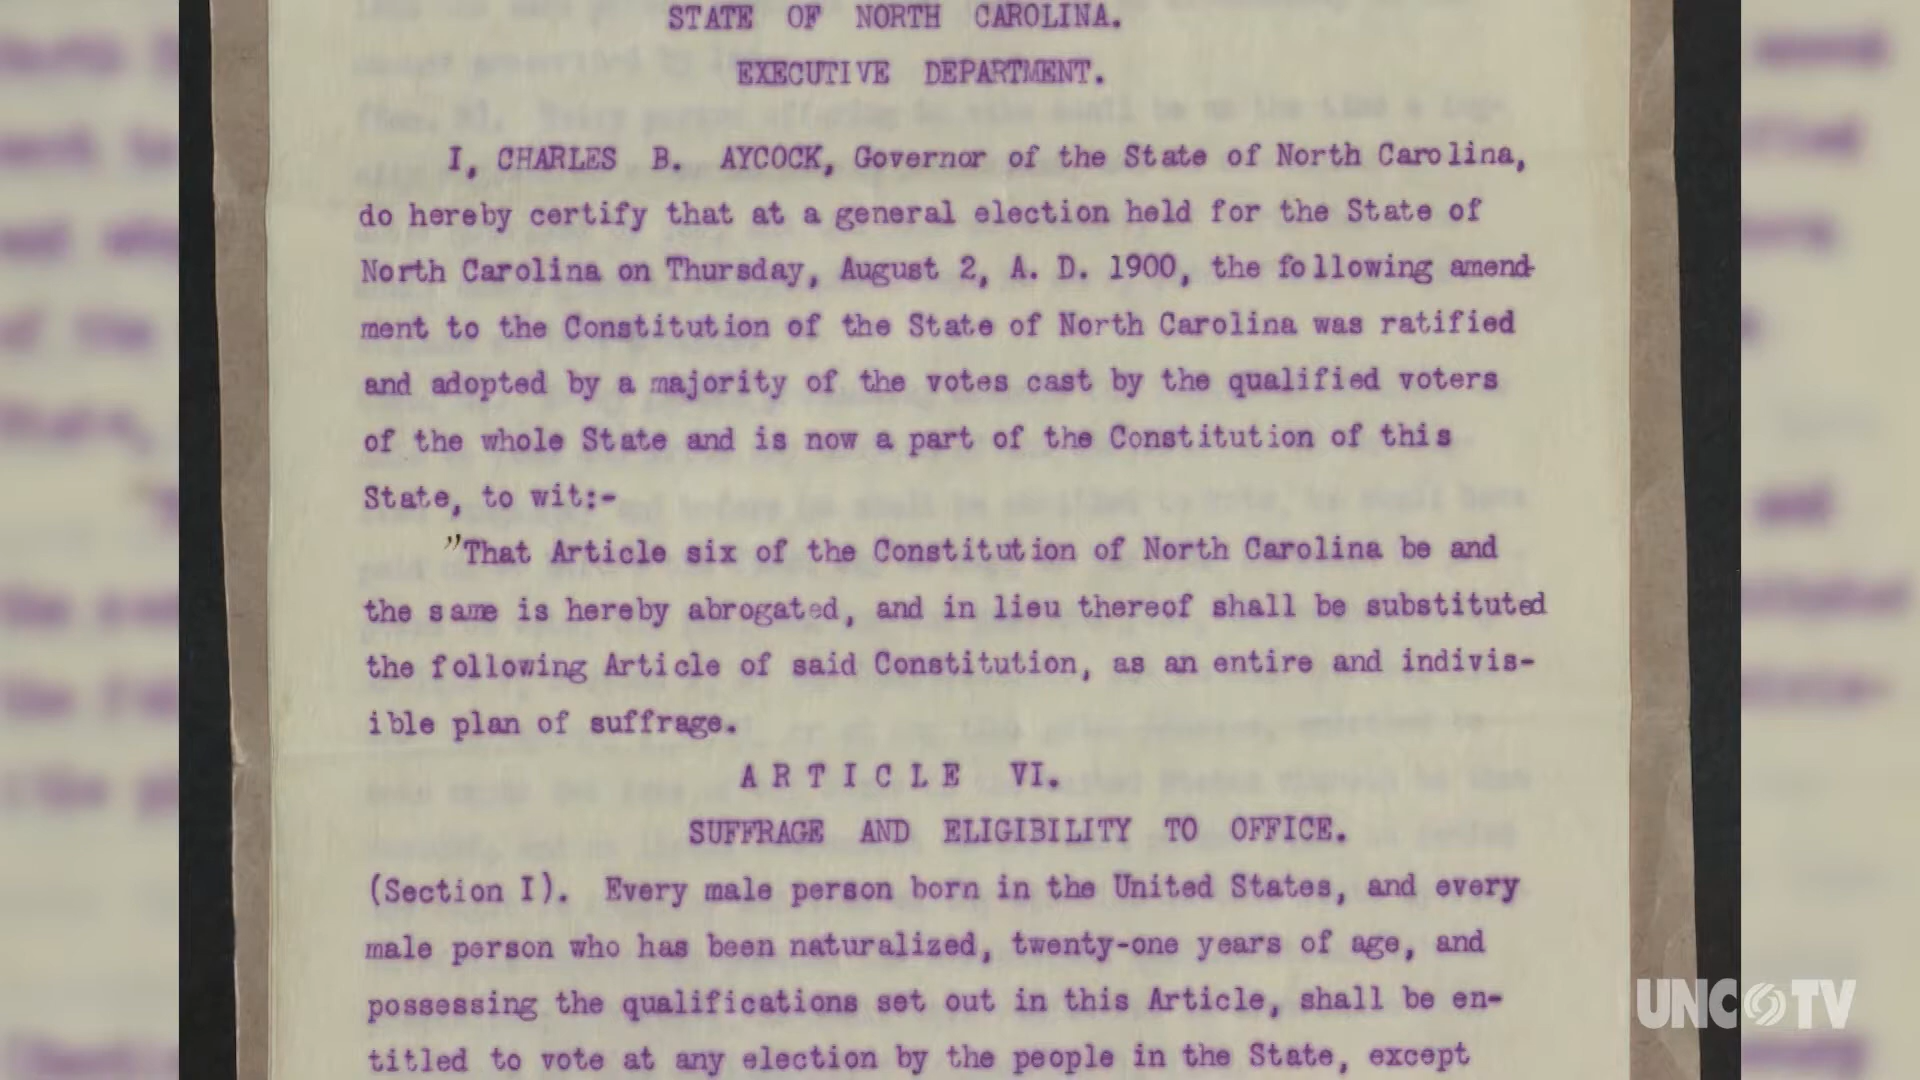 STATE OF NORTH CAROLINA.
EXECUTIVE DEPARTMENT.
I, CHARLES B. AYCOCK, Governor of the State of North Carolina,
do hereby certify that at a general election held for the State of
North Carolina on Thursday, August 2, A. D. 1900, the following amend-
ment to the Constitution of the State of North Carolina was ratified
and adopted by a majority of the votes cast by the qualified voters
of the whole State and is now a part of the Constitution of this
State, to wit:-
"That Article six of the Constitution of North Carolina be and
the same is hereby abrogated, and in lieu thereof shall be substituted
the following Article of said Constitution, as an entire and indivis-
ible plan of suffrage.
A R T I C L E VI.
SUFFRAGE AND ELIGIBILITY TO OFFICE.
(Section I). Every male person born in the United States, and every
male person who has been naturalized, twenty-one years of age, and
possessing the qualifications set out in this Article, shall be en-
titled to vote at any election by the people in the State, except
UNC TV